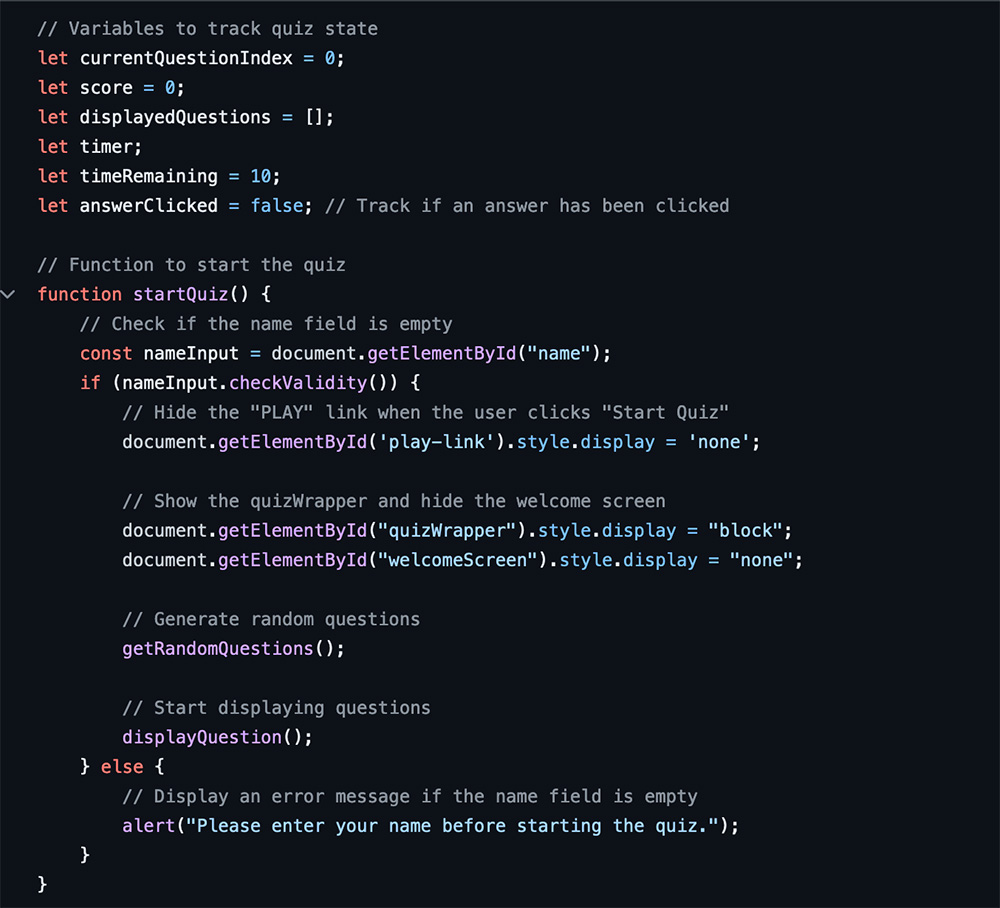 // Variables to track quiz state
let currentQuestionIndex = 0;
let score = 0;
let displayedQuestions = [];
let timer;
let timeRemaining = 10;
let answerClicked = false; // Track if an answer has been clicked

// Function to start the quiz
function startQuiz() {
    // Check if the name field is empty
    const nameInput = document.getElementById("name");
    if (nameInput.checkValidity()) {
        // Hide the "PLAY" link when the user clicks "Start Quiz"
        document.getElementById('play-link').style.display = 'none';

        // Show the quizWrapper and hide the welcome screen
        document.getElementById("quizWrapper").style.display = "block";
        document.getElementById("welcomeScreen").style.display = "none";

        // Generate random questions
        getRandomQuestions();

        // Start displaying questions
        displayQuestion();
    } else {
        // Display an error message if the name field is empty
        alert("Please enter your name before starting the quiz.");
    }
}